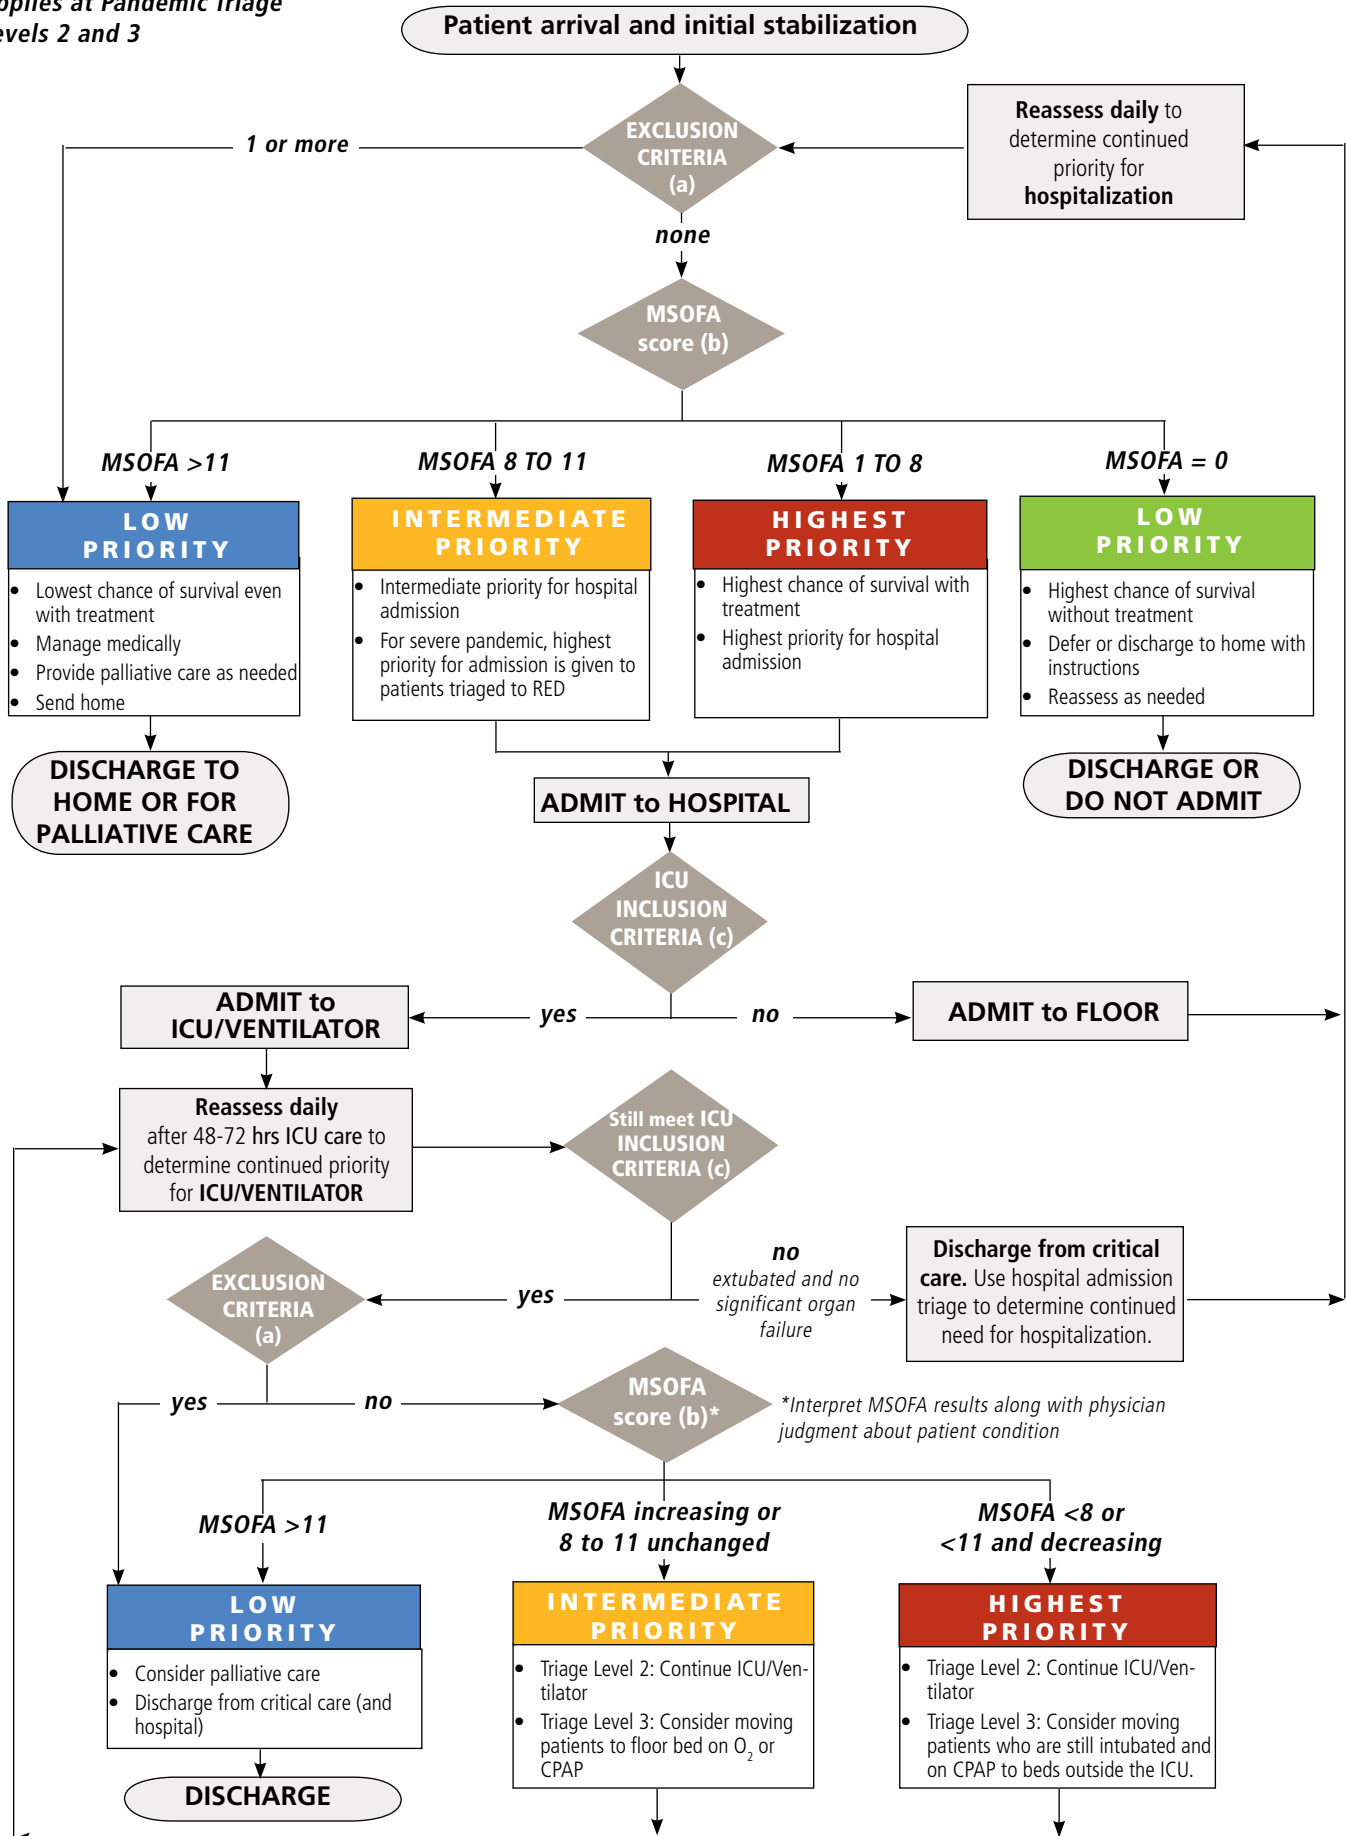 at Pandemic Triage
and 3
Patient arrival and initial stabilization
EXCLUSION
CRITERIA
(a)
Reassess daily to
determine continued
priority for
hospitalization
1 or more
none
MSOFA
score (b)
MSOFA >11
MSOFA 8 TO 11
MSOFA 1 TO 8
MSOFA = 0
LOW
PRIORITY
• Lowest chance of survival even
with treatment
• Manage medically
• Provide palliative care as needed
• Send home
INTERMEDIATE
PRIORITY
• Intermediate priority for hospital
admission
• For severe pandemic, highest
priority for admission is given to
patients triaged to RED
HIGHEST
PRIORITY
• Highest chance of survival with
treatment
• Highest priority for hospital
admission
LOW
PRIORITY
• Highest chance of survival
without treatment
• Defer or discharge to home with
instructions
• Reassess as needed
DISCHARGE TO
HOME OR FOR
PALLIATIVE CARE
ADMIT to HOSPITAL
DISCHARGE OR
DO NOT ADMIT
ICU
INCLUSION
CRITERIA (c)
ADMIT to
ICU/VENTILATOR
yes
no
ADMIT to FLOOR
Reassess daily
after 48-72 hrs ICU care to
determine continued priority
for ICU/VENTILATOR
Still meet ICU
INCLUSION
CRITERIA (c)
EXCLUSION
CRITERIA
(a)
yes
no
extubated and no
significant organ
failure
Discharge from critical
care. Use hospital admission
triage to determine continued
need for hospitalization.
yes
no
MSOFA
score (b)*
*Interpret MSOFA results along with physician
judgment about patient condition
MSOFA >11
MSOFA increasing or
8 to 11 unchanged
MSOFA <8 or
<11 and decreasing
LOW
PRIORITY
• Consider palliative care
• Discharge from critical care (and
hospital)
INTERMEDIATE
PRIORITY
• Triage Level 2: Continue ICU/Ven-
tilator
• Triage Level 3: Consider moving
patients to floor bed on O₂ or
CPAP
HIGHEST
PRIORITY
• Triage Level 2: Continue ICU/Ven-
tilator
• Triage Level 3: Consider moving
patients who are still intubated and
on CPAP to beds outside the ICU.
DISCHARGE